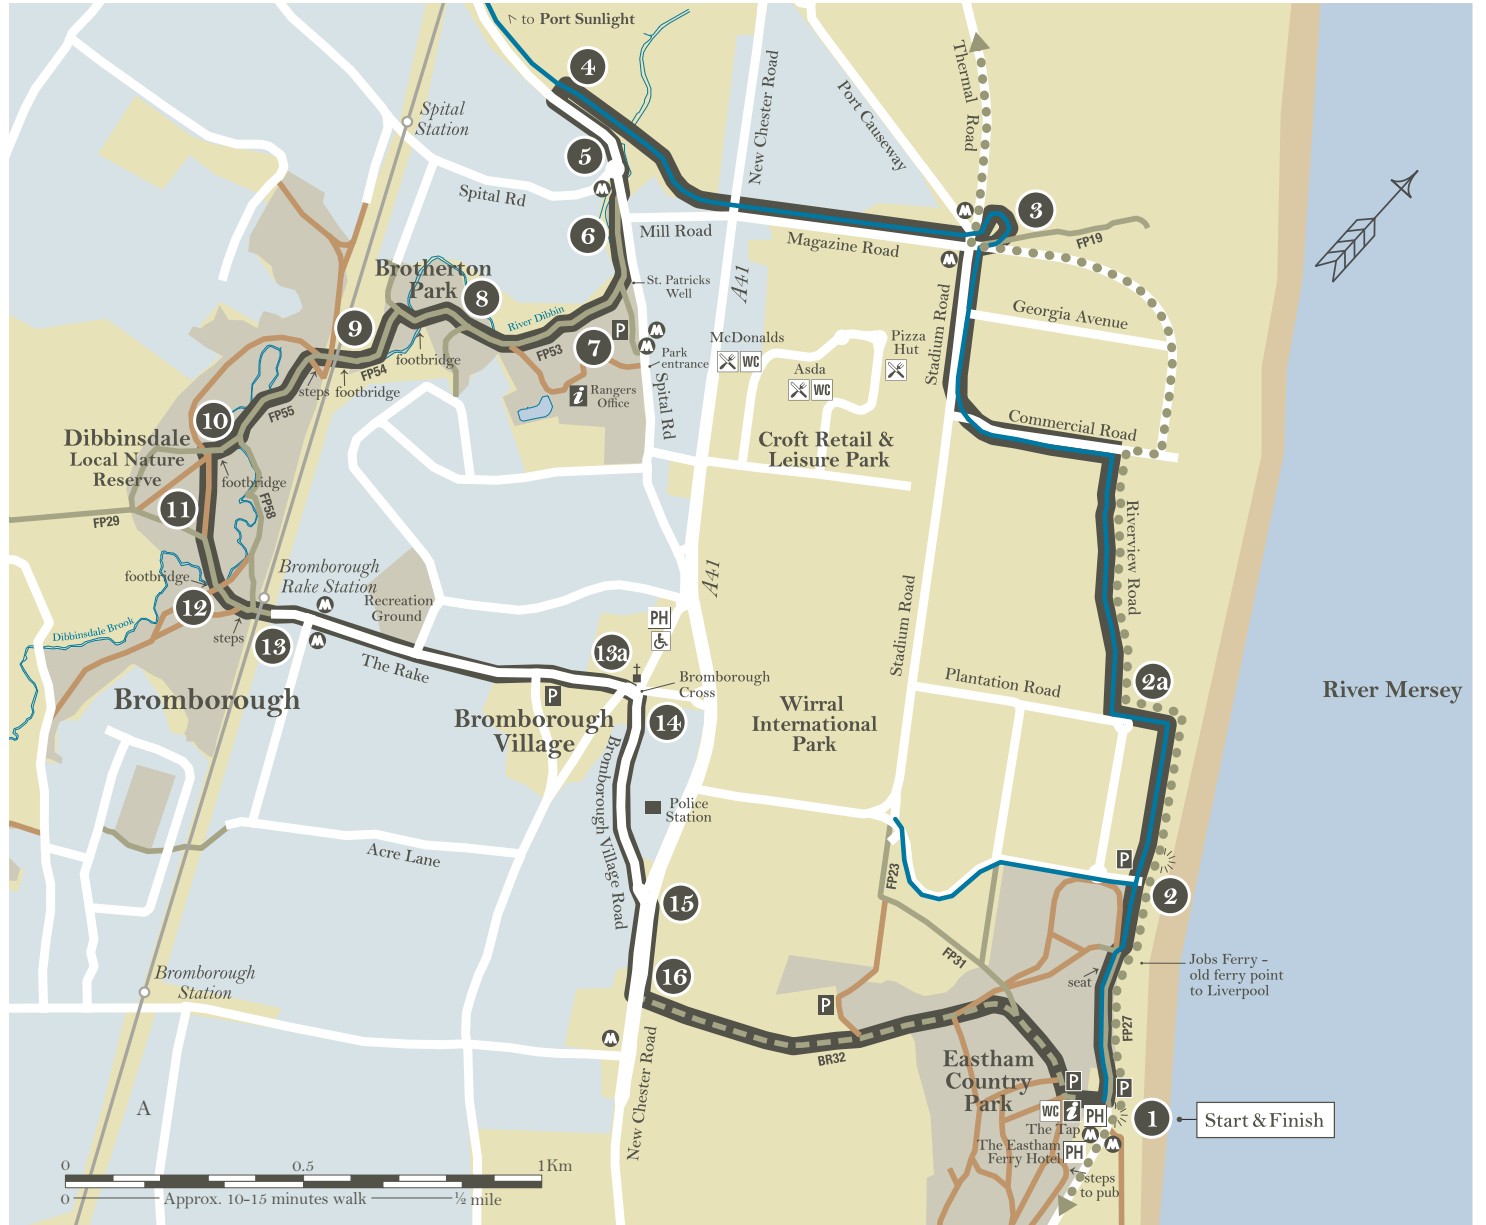 to Port Sunlight
4
Thermal Road
New Chester Road
Port Causeway
Spital
Station
5
Spital Rd
3
6
Mill Road
Magazine Road
FP19
Brotherton
Park
A41
St. Patricks
Well
8
Stadium Road
Georgia Avenue
River Dibbin
9
7
P
FP53
McDonalds
Pizza
Hut
WC
Park
entrance
footbridge
Asda
WC
FP54
steps
footbridge
i
Rangers
Office
Spital Rd
10
FP55
Commercial Road
Dibbinsdale
Local Nature
Reserve
Croft Retail &
Leisure Park
footbridge
FP58
11
FP29
Riverview Road
A41
Bromborough
Rake Station
footbridge
12
Recreation
Ground
PH
Stadium Road
Dibbinsdale Brook
steps
13
13a
The Rake
Bromborough
Cross
Plantation Road
2a
River Mersey
Bromborough
P
Bromborough
Village
14
Wirral
International
Park
Bromborough Village Road
Police
Station
Acre Lane
P
FP23
2
15
FP31
Jobs Ferry –
old ferry point
to Liverpool
seat
Bromborough
Station
16
P
FP27
BR32
New Chester Road
Eastham
Country
Park
P
P
A
WC
i
PH
1
Start & Finish
The Tap
The Eastham
Ferry Hotel
PH
steps
to pub
0
0.5
1Km
0
Approx. 10-15 minutes walk
½ mile